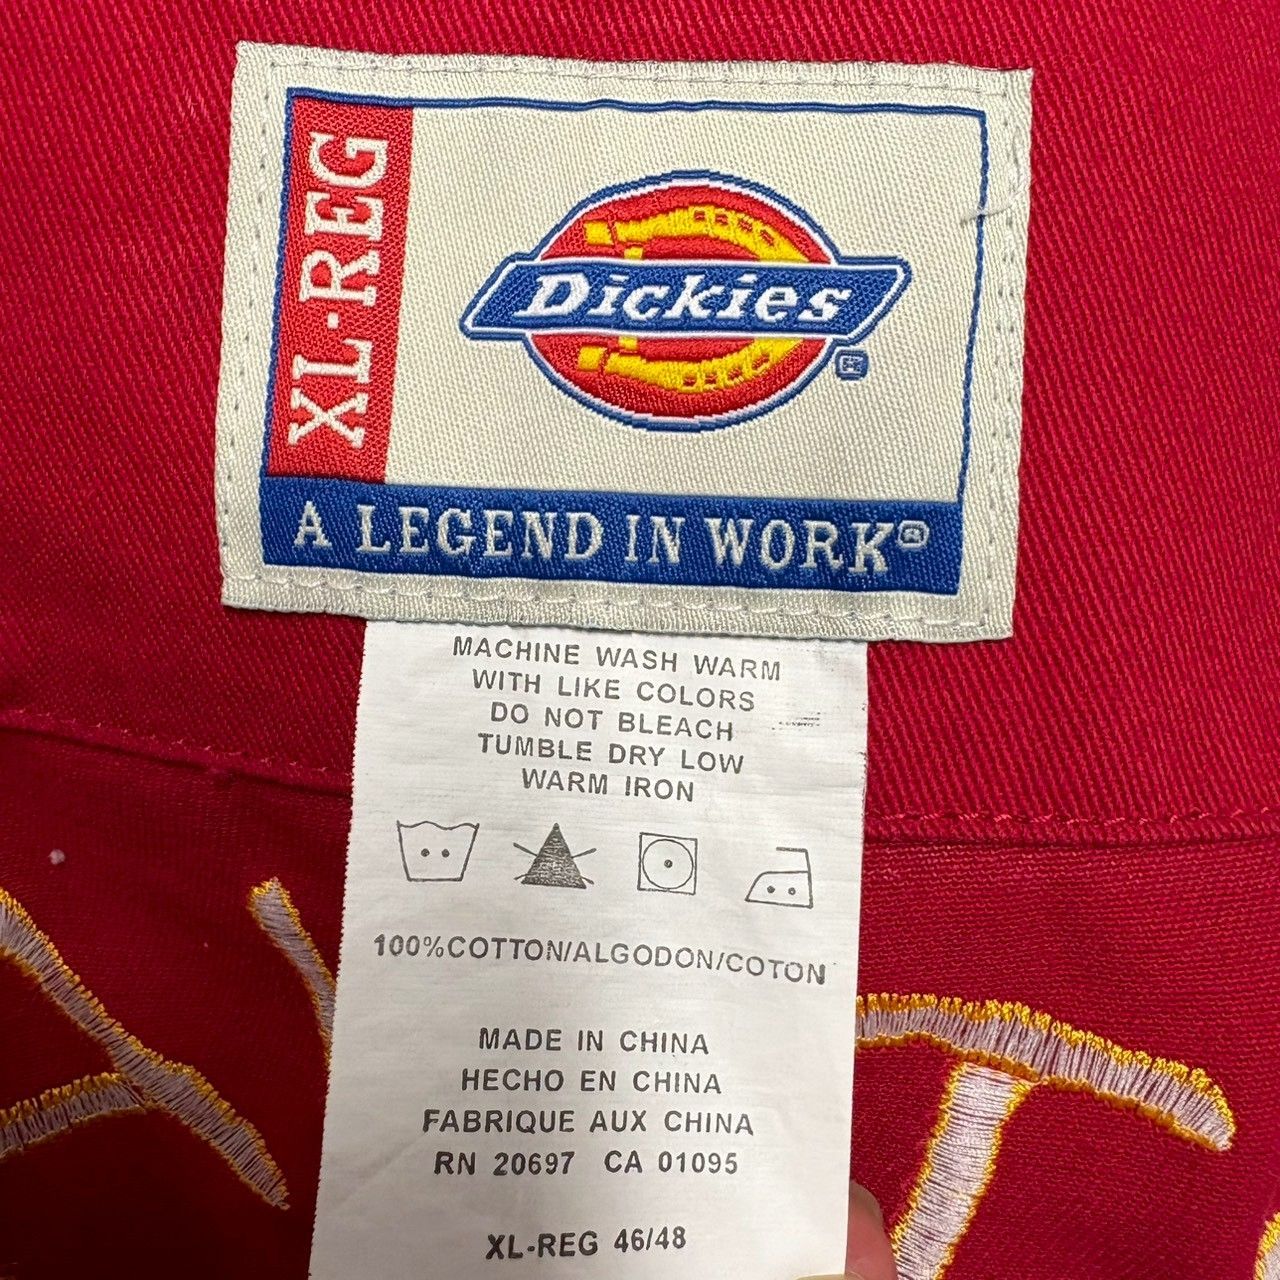 XL·REG
Dickies®
A LEGEND IN WORK®
MACHINE WASH WARM
WITH LIKE COLORS
DO NOT BLEACH
TUMBLE DRY LOW
WARM IRON
100%COTTON/ALGODON/COTON
MADE IN CHINA
HECHO EN CHINA
FABRIQUE AUX CHINA
RN 20697 CA 01095
XL-REG 46/48